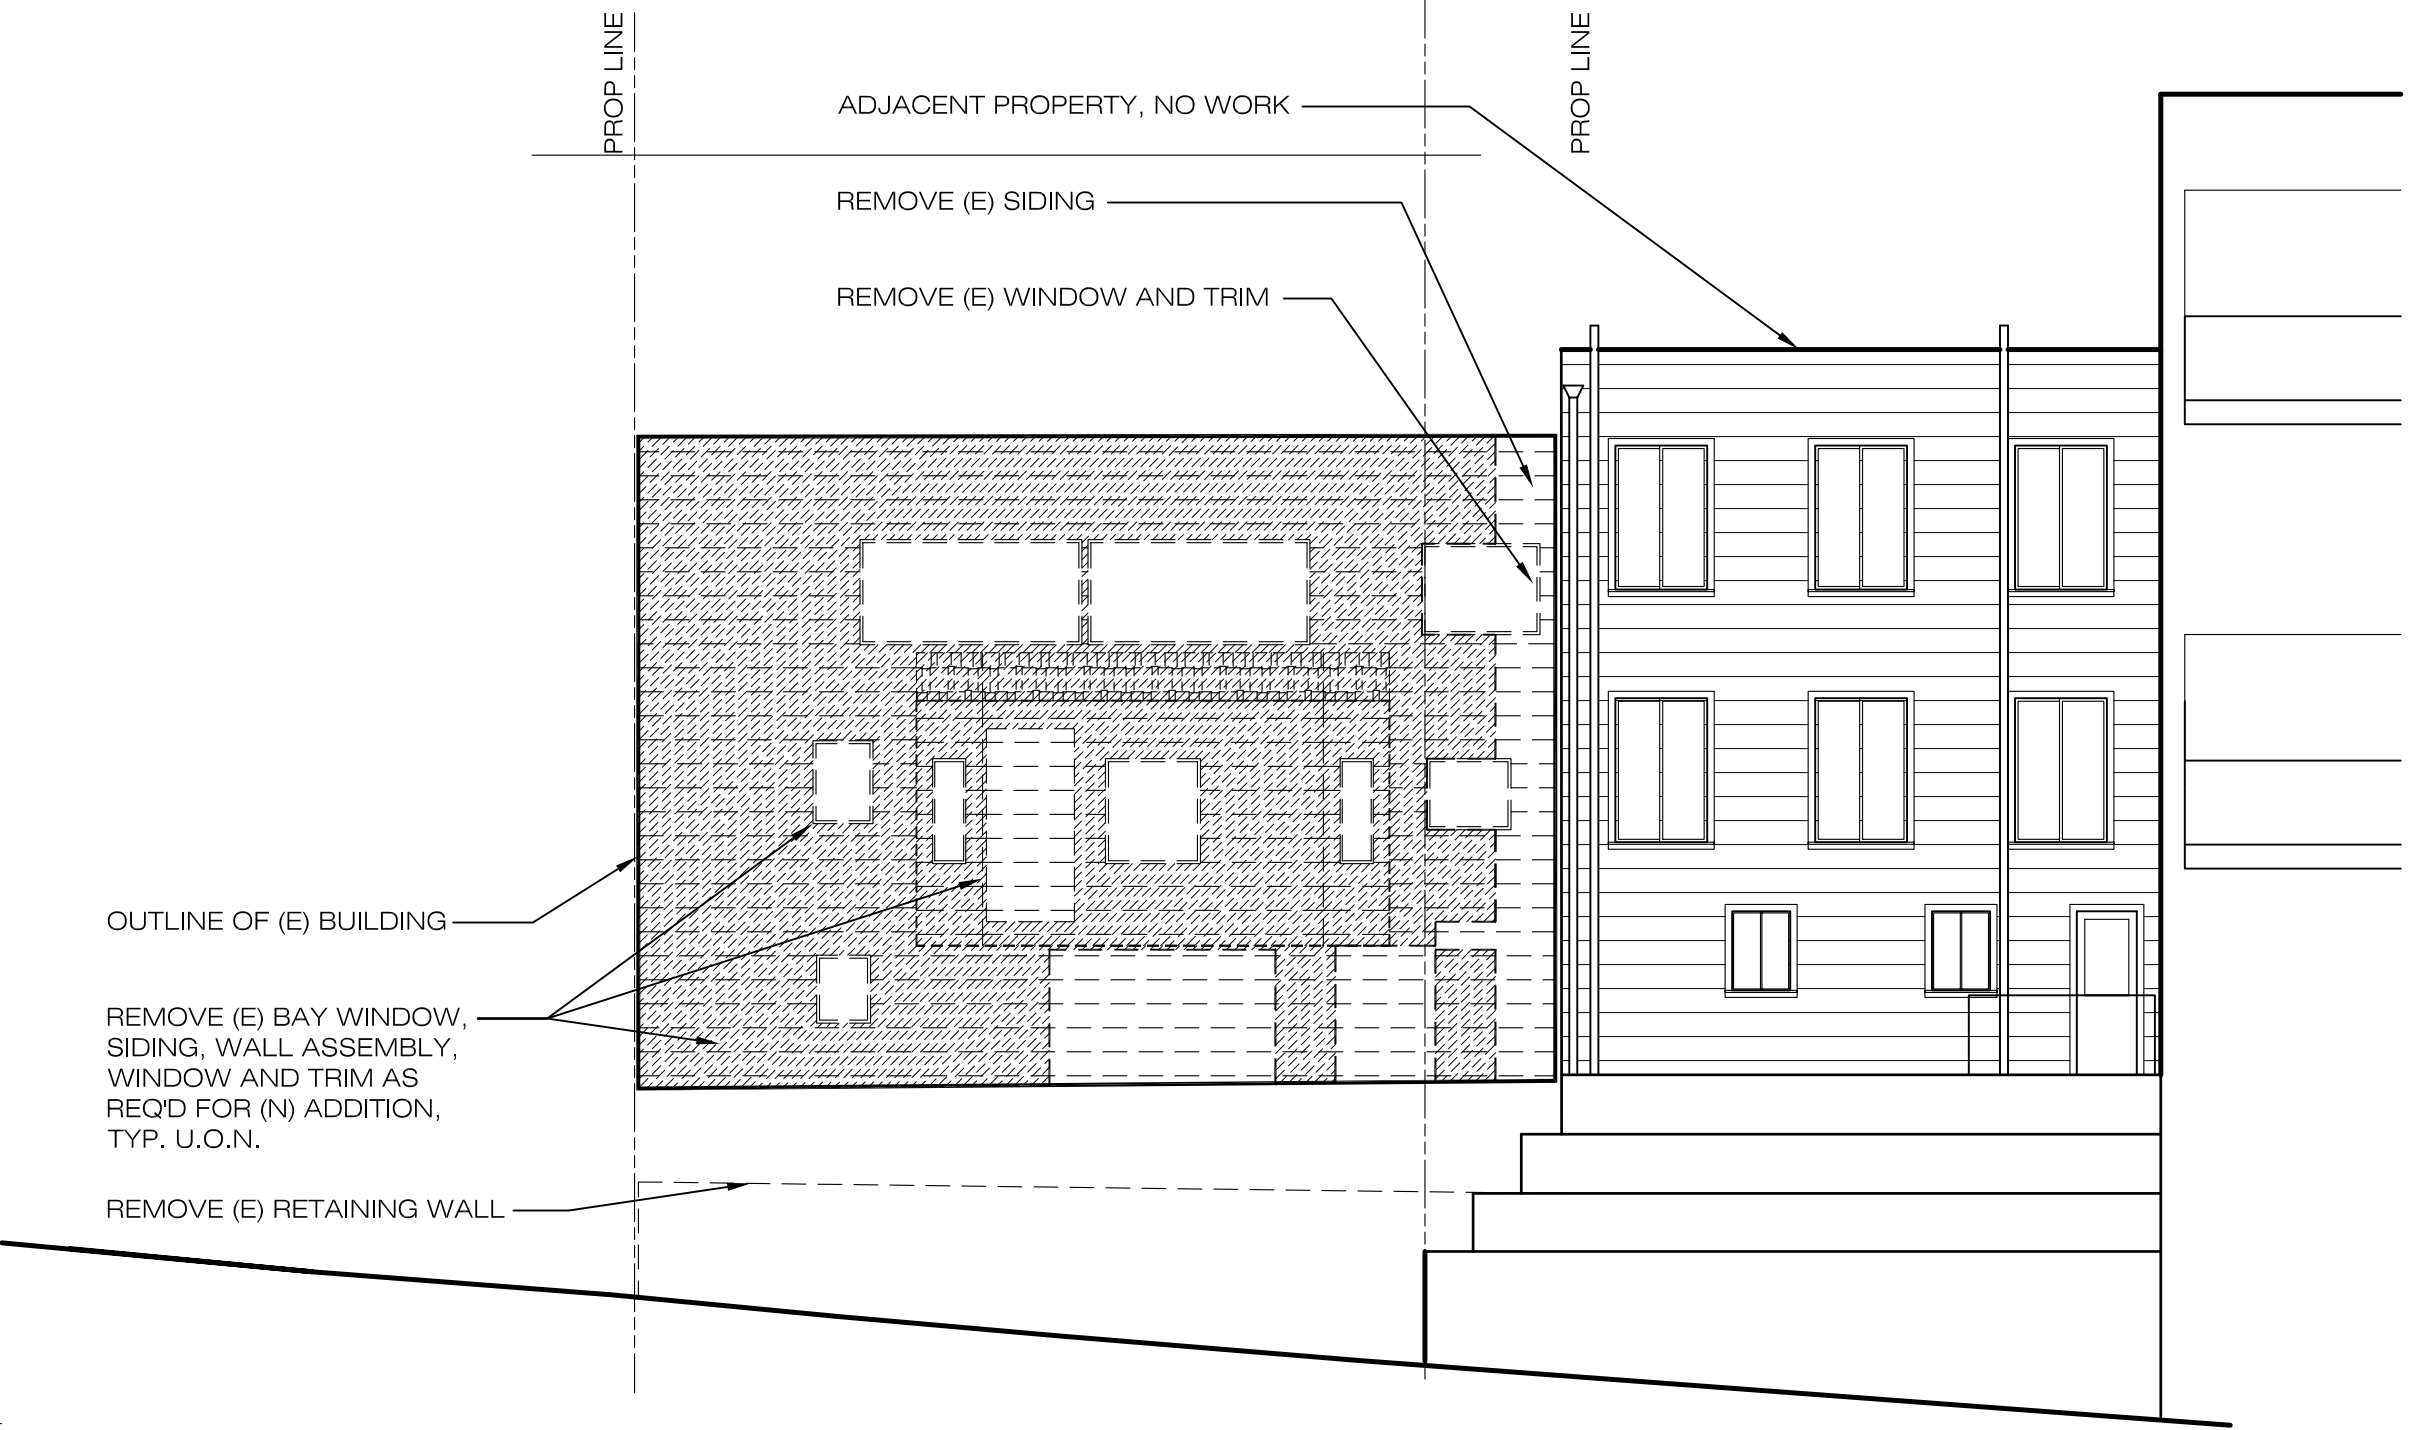 PROP LINE
PROP LINE
ADJACENT PROPERTY, NO WORK
REMOVE (E) SIDING
REMOVE (E) WINDOW AND TRIM
OUTLINE OF (E) BUILDING
REMOVE (E) BAY WINDOW,
SIDING, WALL ASSEMBLY,
WINDOW AND TRIM AS
REQ'D FOR (N) ADDITION,
TYP. U.O.N.
REMOVE (E) RETAINING WALL